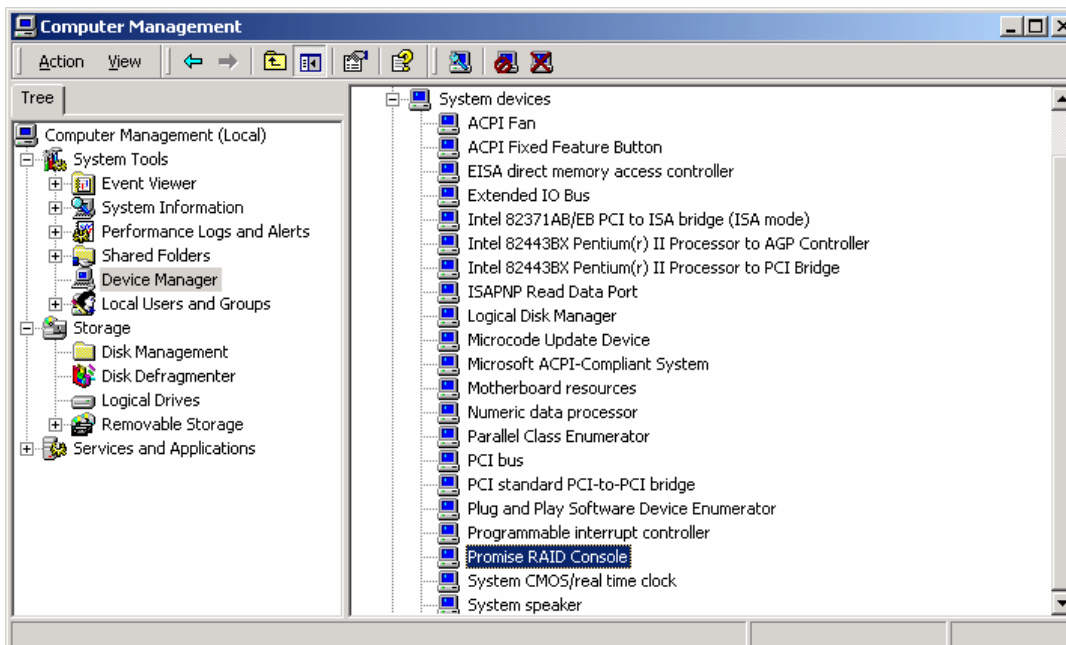 Computer Management
Action View
Tree
Computer Management (Local)
System Tools
Event Viewer
System Information
Performance Logs and Alerts
Shared Folders
Device Manager
Local Users and Groups
Storage
Disk Management
Disk Defragmenter
Logical Drives
Removable Storage
Services and Applications
System devices
ACPI Fan
ACPI Fixed Feature Button
EISA direct memory access controller
Extended IO Bus
Intel 82371AB/EB PCI to ISA bridge (ISA mode)
Intel 82443BX Pentium(r) II Processor to AGP Controller
Intel 82443BX Pentium(r) II Processor to PCI Bridge
ISAPNP Read Data Port
Logical Disk Manager
Microcode Update Device
Microsoft ACPI-Compliant System
Motherboard resources
Numeric data processor
Parallel Class Enumerator
PCI bus
PCI standard PCI-to-PCI bridge
Plug and Play Software Device Enumerator
Programmable interrupt controller
Promise RAID Console
System CMOS/real time clock
System speaker